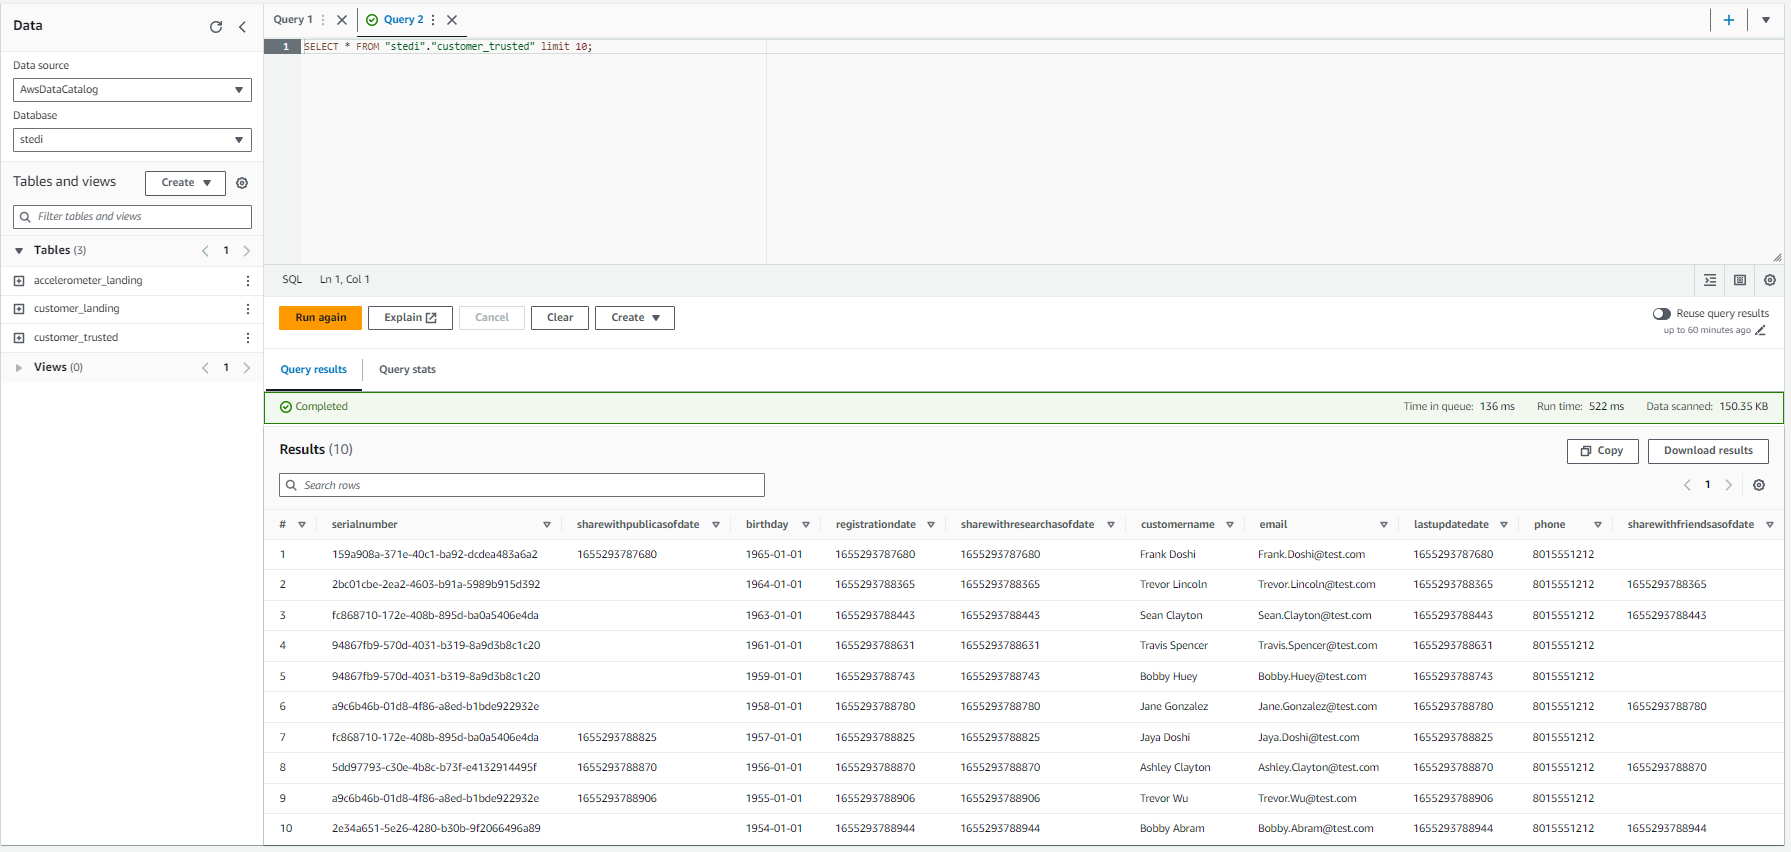 Data
Data source
AwsDataCatalog
Database
stedi
Tables and views
Create
Filter tables and views
Tables (3)
1
accelerometer_landing
customer_landing
customer_trusted
Views (0)
1
Query 1
Query 2
1 SELECT * FROM "stedi"."customer_trusted" limit 10;
SQL Ln 1, Col 1
Run again Explain Cancel Clear Create
Reuse query results
up to 60 minutes ago
Query results Query stats
Completed
Time in queue: 136 ms Run time: 522 ms Data scanned: 150.35 KB
Results (10)
Copy Download results
Search rows
1
# serialnumber sharewithpublicasofdate birthday registrationdate sharewithresearchasofdate customername email lastupdatedate phone sharewithfriendsasofdate
1 159a908a-371e-40c1-ba92-dcdea483a6a2 1655293787680 1965-01-01 1655293787680 1655293787680 Frank Doshi Frank.Doshi@test.com 1655293787680 8015551212
2 2bc01cbe-2ea2-4603-b91a-5989b915d392 1964-01-01 1655293788365 1655293788365 Trevor Lincoln Trevor.Lincoln@test.com 1655293788365 8015551212 1655293788365
3 fc868710-172e-408b-895d-ba0a5406e4da 1963-01-01 1655293788443 1655293788443 Sean Clayton Sean.Clayton@test.com 1655293788443 8015551212 1655293788443
4 94867fb9-570d-4031-b319-8a9d3b8c1c20 1961-01-01 1655293788631 1655293788631 Travis Spencer Travis.Spencer@test.com 1655293788631 8015551212
5 94867fb9-570d-4031-b319-8a9d3b8c1c20 1959-01-01 1655293788743 1655293788743 Bobby Huey Bobby.Huey@test.com 1655293788743 8015551212
6 a9c6b46b-01d8-4f86-a8ed-b1bde922932e 1958-01-01 1655293788780 1655293788780 Jane Gonzalez Jane.Gonzalez@test.com 1655293788780 8015551212 1655293788780
7 fc868710-172e-408b-895d-ba0a5406e4da 1655293788825 1957-01-01 1655293788825 1655293788825 Jaya Doshi Jaya.Doshi@test.com 1655293788825 8015551212
8 5dd97793-c30e-4b8c-b73f-e4132914495f 1655293788870 1956-01-01 1655293788870 1655293788870 Ashley Clayton Ashley.Clayton@test.com 1655293788870 8015551212 1655293788870
9 a9c6b46b-01d8-4f86-a8ed-b1bde922932e 1655293788906 1955-01-01 1655293788906 1655293788906 Trevor Wu Trevor.Wu@test.com 1655293788906 8015551212
10 2e34a651-5e26-4280-b30b-9f2066496a89 1954-01-01 1655293788944 1655293788944 Bobby Abram Bobby.Abram@test.com 1655293788944 8015551212 1655293788944